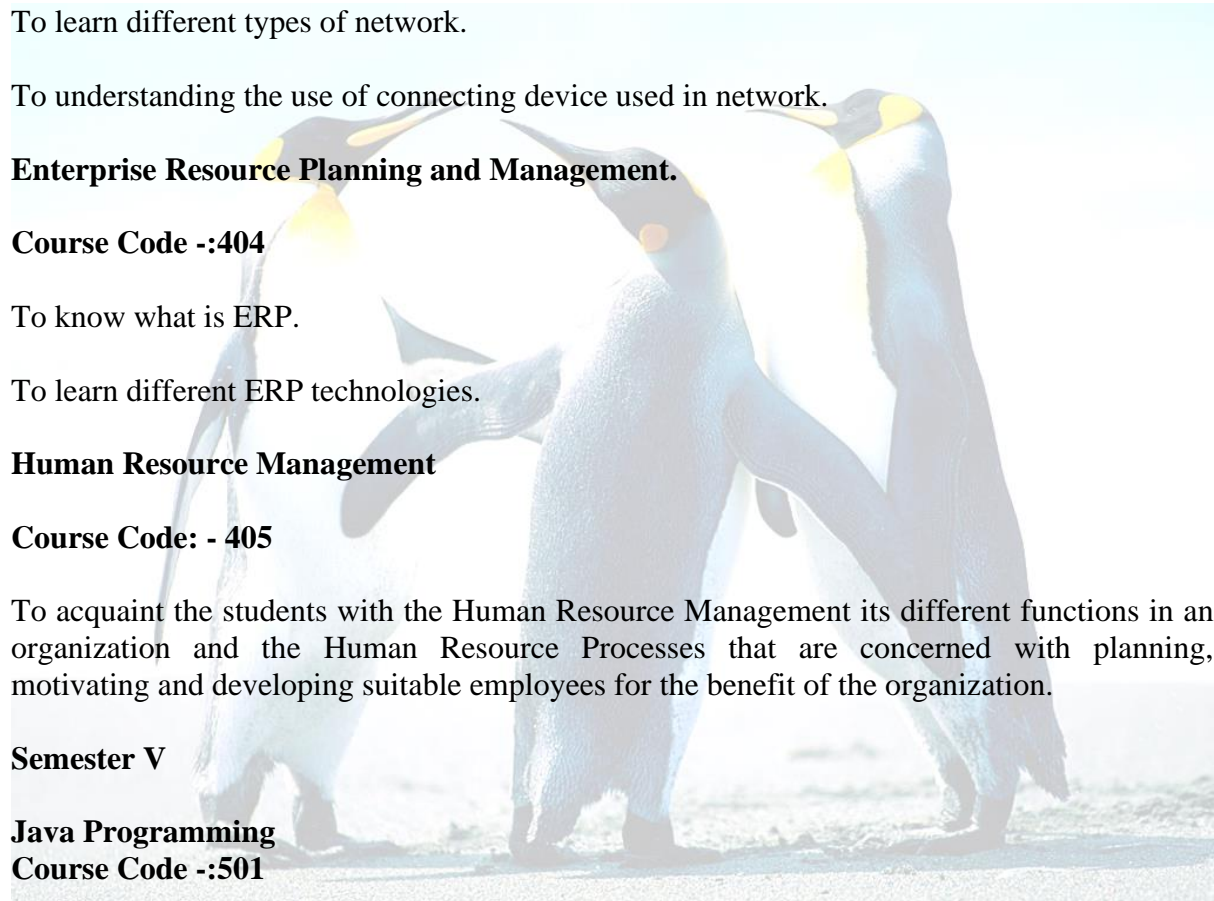 To learn different types of network.
To understanding the use of connecting device used in network.
Enterprise Resource Planning and Management.
Course Code -:404
To know what is ERP.
To learn different ERP technologies.
Human Resource Management
Course Code: - 405
To acquaint the students with the Human Resource Management its different functions in an
organization and the Human Resource Processes that are concerned with planning,
motivating and developing suitable employees for the benefit of the organization.
Semester V
Java Programming
Course Code -:501